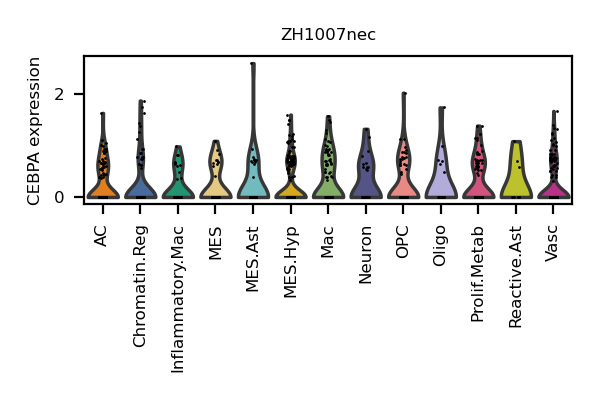 ZH1007nec
CEBPA expression
2
0
AC
Chromatin.Reg
Inflammatory.Mac
MES
MES.Ast
MES.Hyp
Mac
Neuron
OPC
Oligo
Prolif.Metab
Reactive.Ast
Vasc